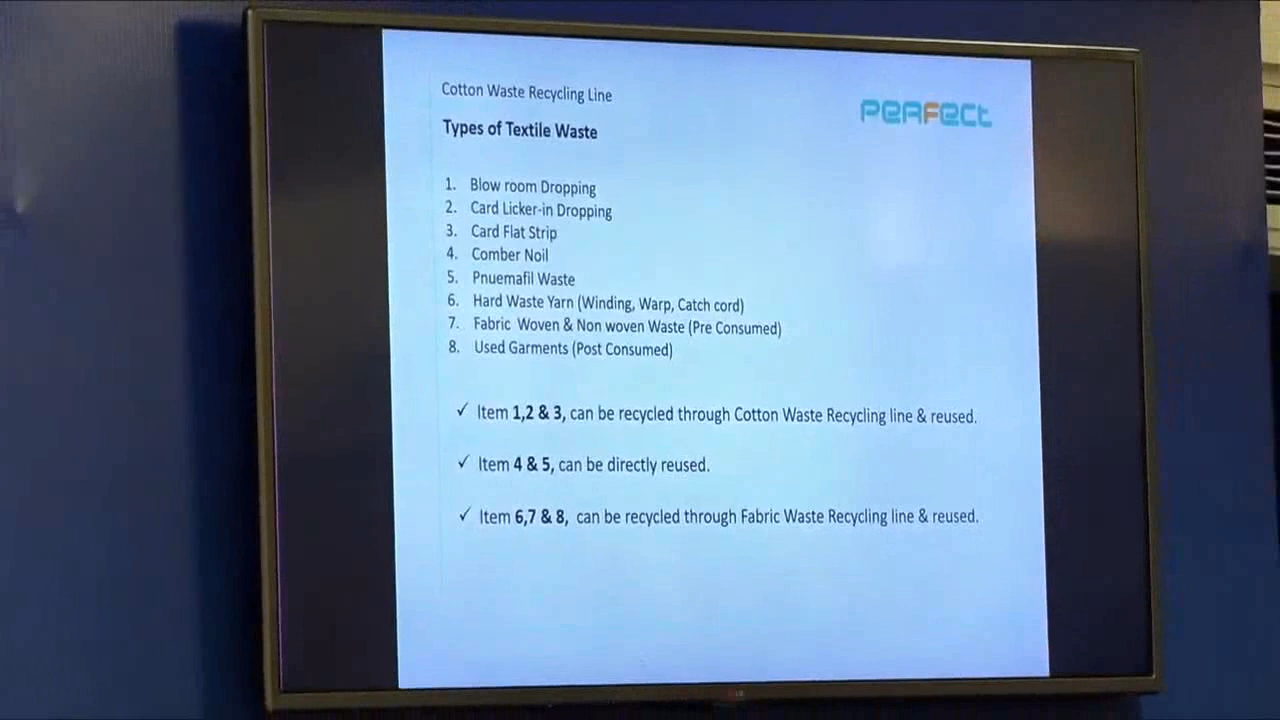 Cotton Waste Recycling Line
PERFECT
Types of Textile Waste
1. Blow room Dropping
2. Card Licker-in Dropping
3. Card Flat Strip
4. Comber Noil
5. Pnuemafil Waste
6. Hard Waste Yarn (Winding, Warp, Catch cord)
7. Fabric Woven & Non woven Waste (Pre Consumed)
8. Used Garments (Post Consumed)
✓ Item 1,2 & 3, can be recycled through Cotton Waste Recycling line & reused.
✓ Item 4 & 5, can be directly reused.
✓ Item 6,7 & 8, can be recycled through Fabric Waste Recycling line & reused.
LG